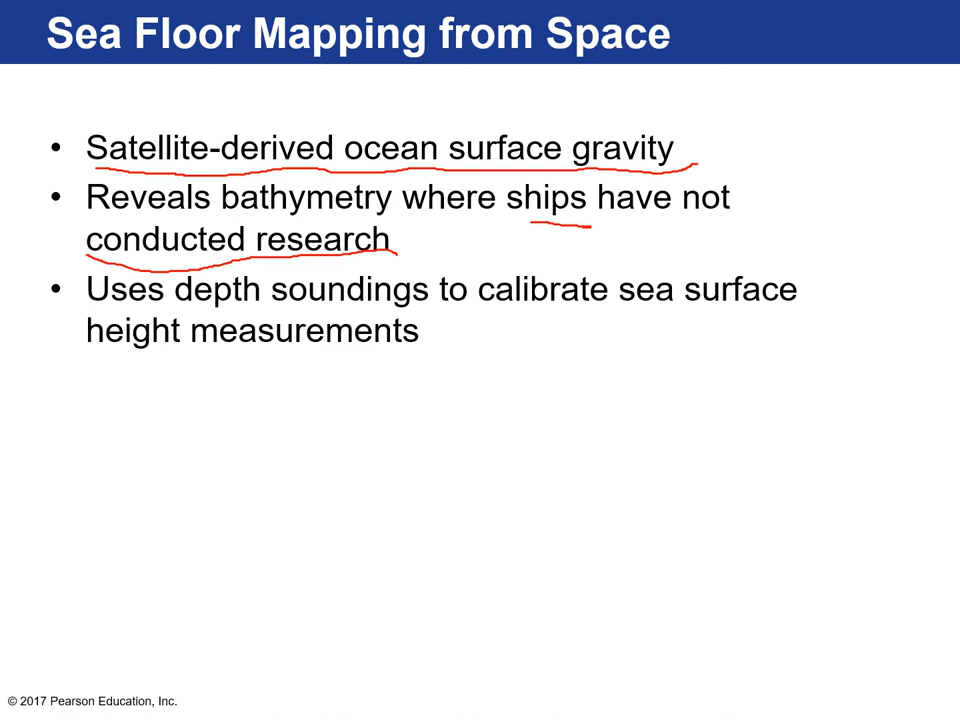 Sea Floor Mapping from Space
• Satellite-derived ocean surface gravity
• Reveals bathymetry where ships have not
conducted research
• Uses depth soundings to calibrate sea surface
height measurements
© 2017 Pearson Education, Inc.